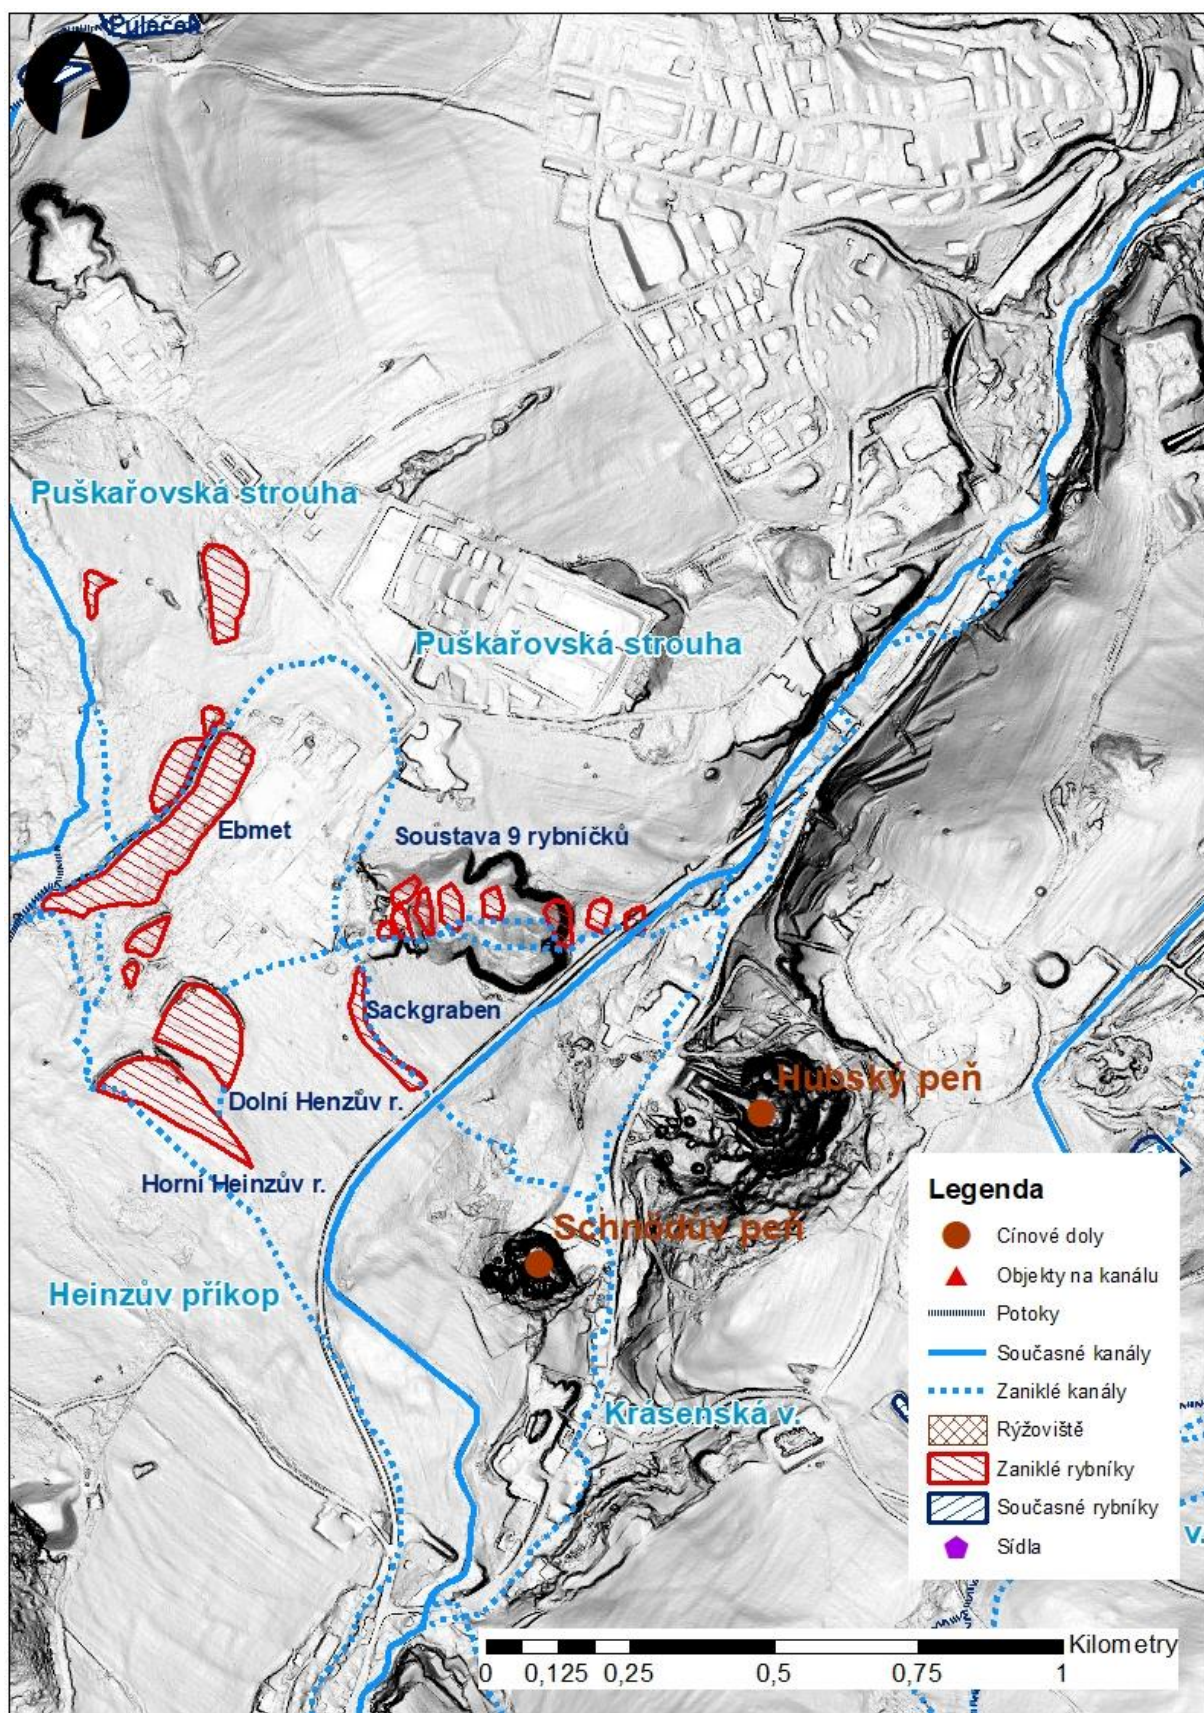 Pulaček
Puškařovská strouha
Puškařovská strouha
Ebmet
Soustava 9 rybníčků
Sackgraben
Hubský peň
Dolní Henzův r.
Horní Heinzův r.
Schnödův peň
Heinzův příkop
Krásenská v.
Legenda
Cínové doly
Objekty na kanálu
Potoky
Současné kanály
Zaniklé kanály
Rýžoviště
Zaniklé rybníky
Současné rybníky
Sídla
v.
Kilometry
0 0,125 0,25 0,5 0,75 1